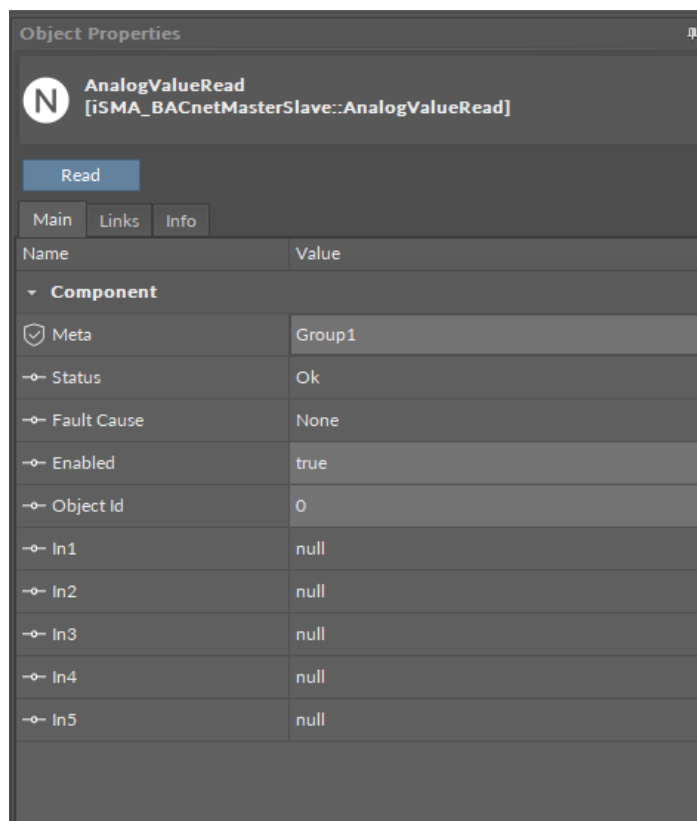 Object Properties
N
AnalogValueRead
[iSMA_BACnetMasterSlave::AnalogValueRead]
Read
Main Links Info
Name Value
Component
Meta Group1
Status Ok
Fault Cause None
Enabled true
Object Id 0
In1 null
In2 null
In3 null
In4 null
In5 null